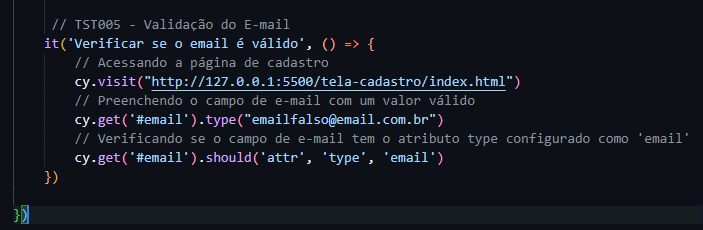 // TST005 - Validação do E-mail
it('Verificar se o email é válido', () => {
// Acessando a página de cadastro
cy.visit("http://127.0.0.1:5500/tela-cadastro/index.html")
// Preenchendo o campo de e-mail com um valor válido
cy.get('#email').type("emailfalso@email.com.br")
// Verificando se o campo de e-mail tem o atributo type configurado como 'email'
cy.get('#email').should('attr', 'type', 'email')
})
})